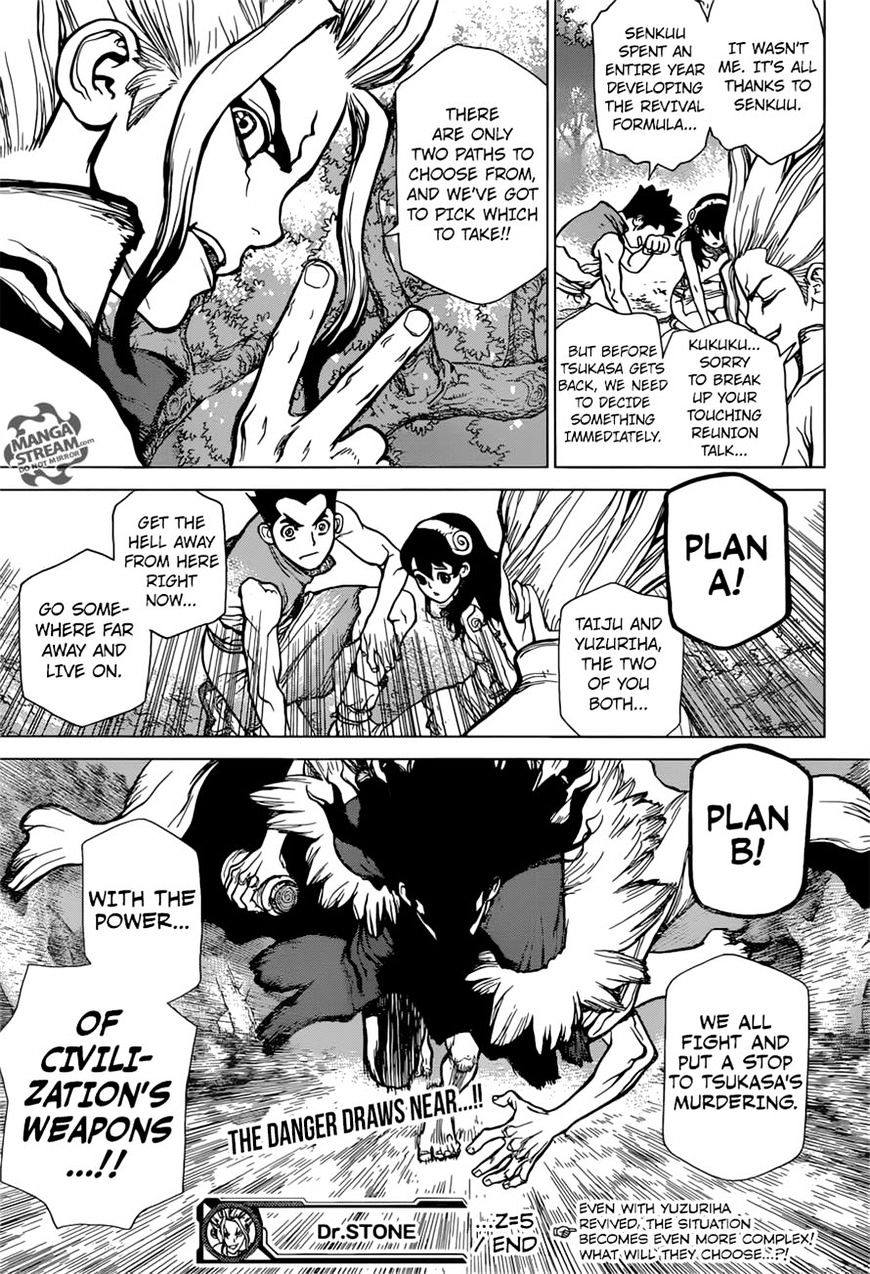 IT WASN'T
ME. IT'S ALL
THANKS TO
SENKUU.
SENKUU
SPENT AN
ENTIRE YEAR
DEVELOPING
THE REVIVAL
FORMULA...
KUKUKU...
SORRY
TO BREAK
UP YOUR
TOUCHING
REUNION
TALK...
BUT BEFORE
TSUKASA GETS
BACK, WE NEED
TO DECIDE
SOMETHING
IMMEDIATELY.
THERE
ARE ONLY
TWO PATHS TO
CHOOSE FROM,
AND WE'VE GOT
TO PICK WHICH
TO TAKE!!
MANGA
STREAM.com
DO NOT MIRROR
PLAN
A!
TAIJU AND
YUZURIHA,
THE TWO
OF YOU
BOTH...
GET THE
HELL AWAY
FROM HERE
RIGHT
NOW...
GO SOME-
WHERE FAR
AWAY AND
LIVE ON.
PLAN
B!
WE ALL
FIGHT AND
PUT A STOP
TO TSUKASA'S
MURDERING.
WITH THE
POWER...
OF
CIVILI-
ZATION'S
WEAPONS
...!!
THE DANGER DRAWS NEAR...!!
Dr.STONE
...Z=5
/ END
☞ EVEN WITH YUZURIHA
REVIVED, THE SITUATION
BECOMES EVEN MORE COMPLEX!
WHAT WILL THEY CHOOSE...?!